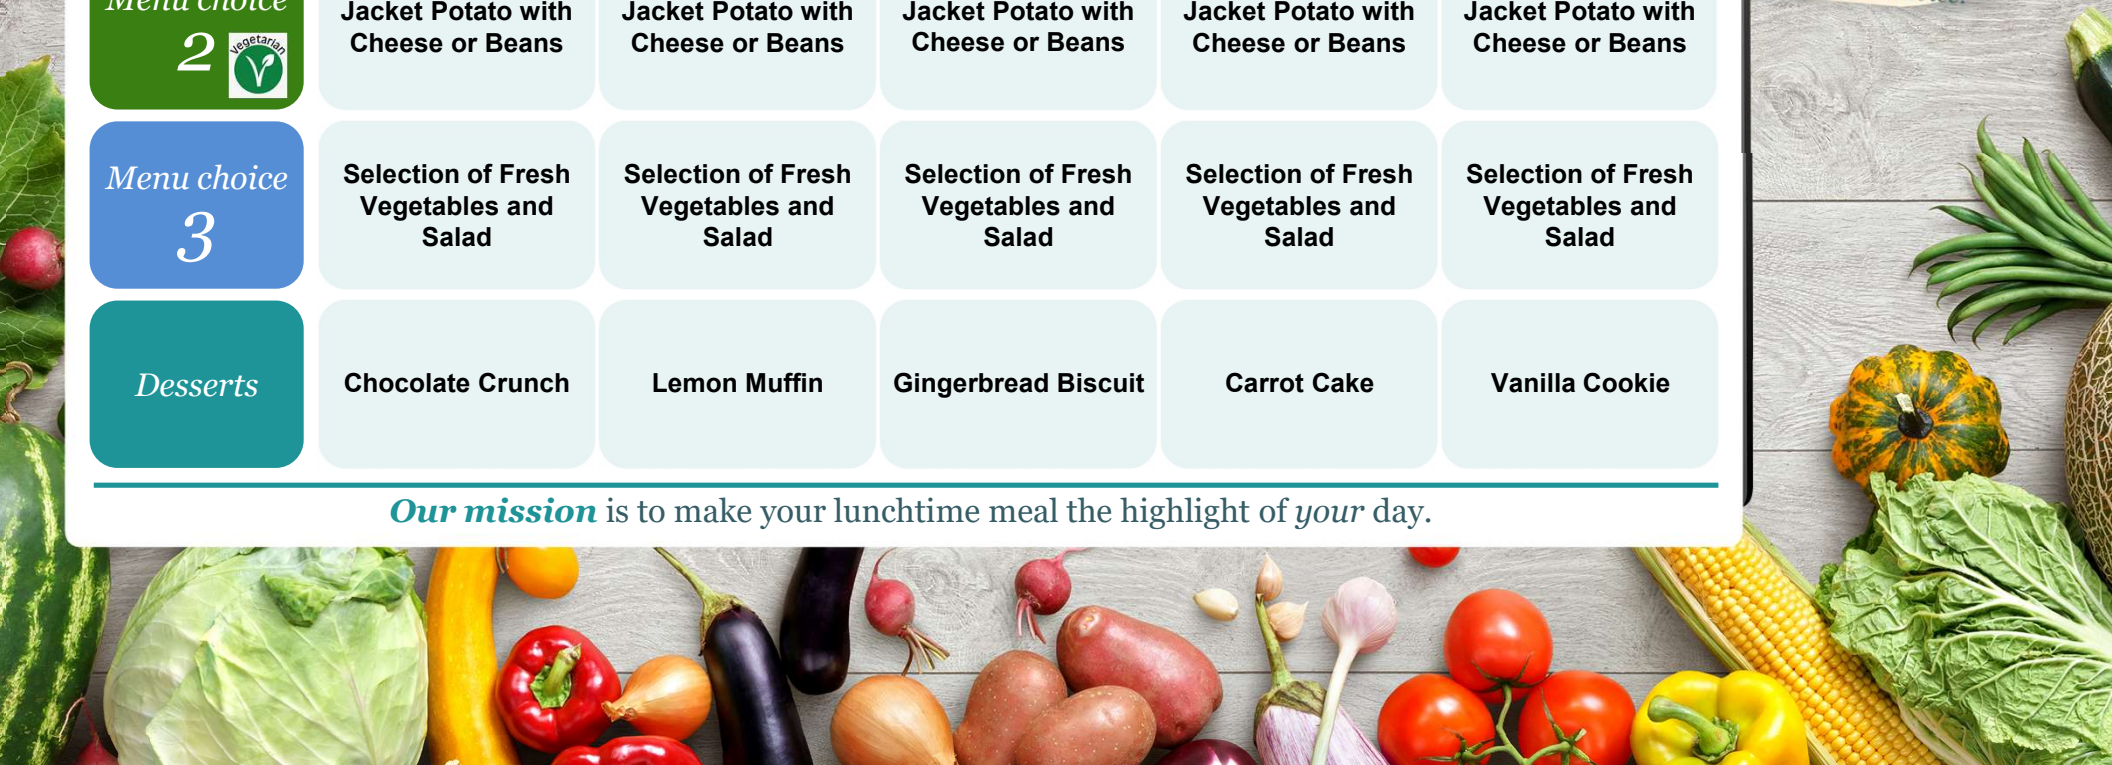 Menu choice
2
Vegetarian
V
Jacket Potato with
Cheese or Beans
Jacket Potato with
Cheese or Beans
Jacket Potato with
Cheese or Beans
Jacket Potato with
Cheese or Beans
Jacket Potato with
Cheese or Beans
Menu choice
3
Selection of Fresh
Vegetables and
Salad
Selection of Fresh
Vegetables and
Salad
Selection of Fresh
Vegetables and
Salad
Selection of Fresh
Vegetables and
Salad
Selection of Fresh
Vegetables and
Salad
Desserts
Chocolate Crunch
Lemon Muffin
Gingerbread Biscuit
Carrot Cake
Vanilla Cookie
Our mission is to make your lunchtime meal the highlight of your day.